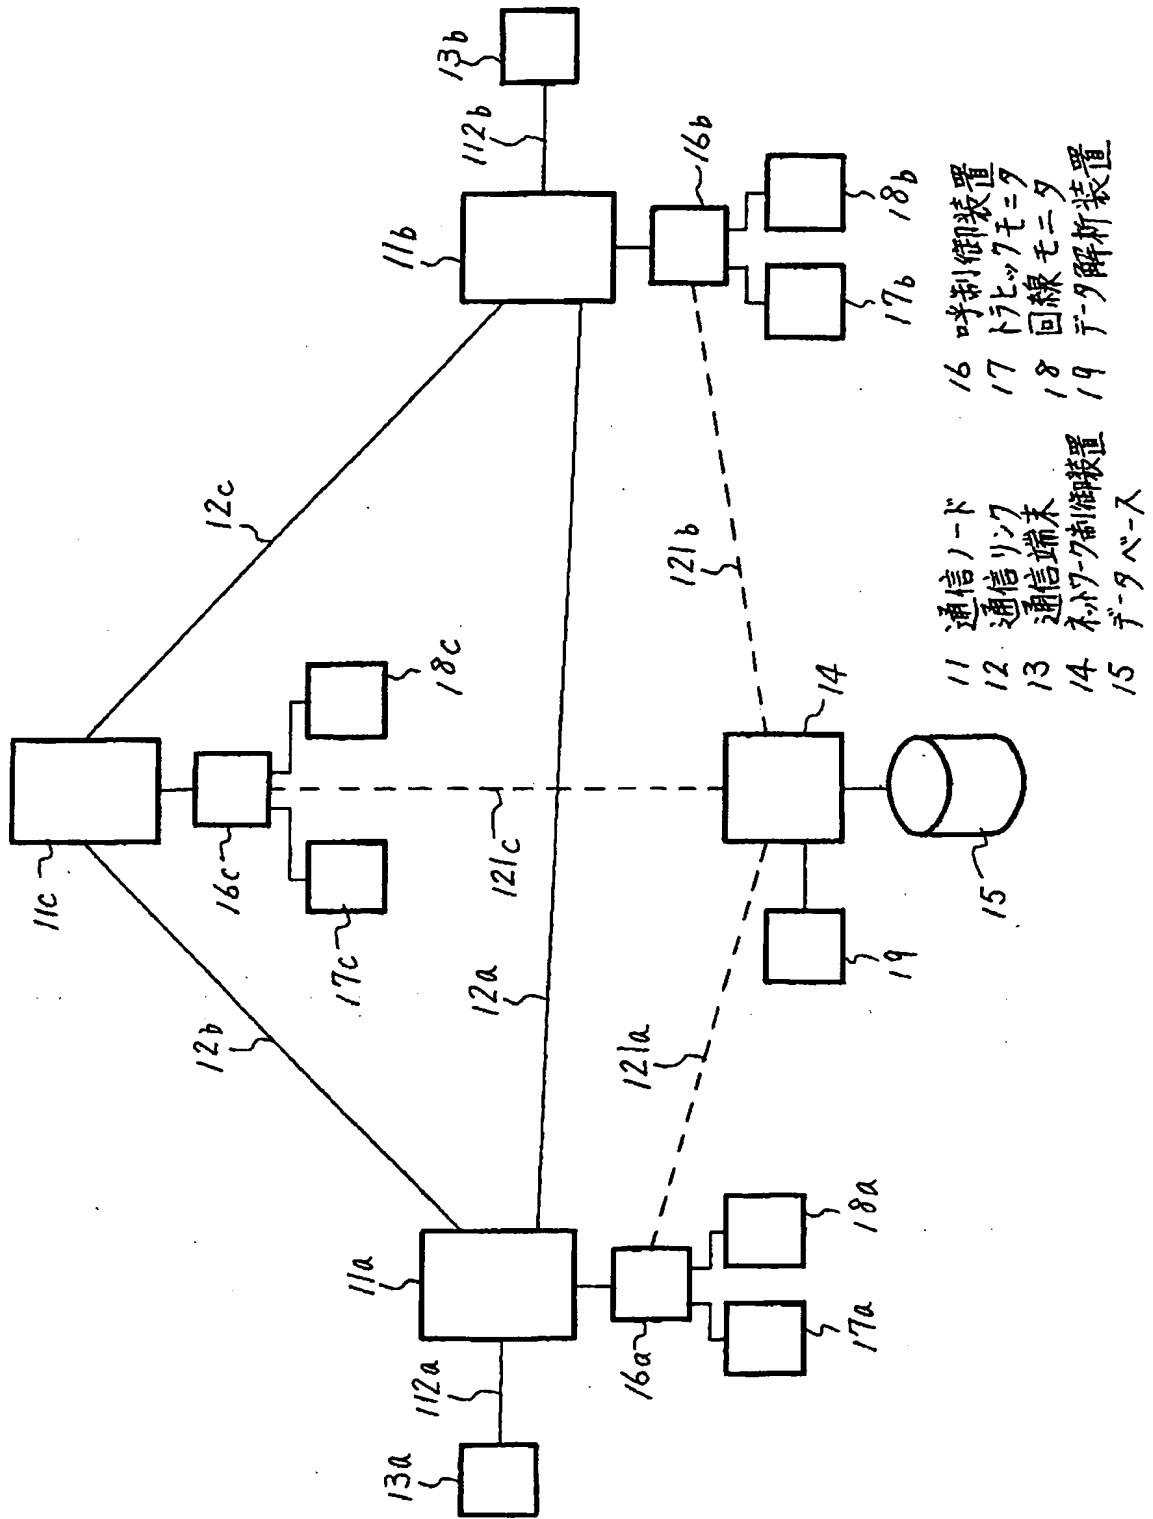 11c
16c
17c
18c
12b
12c
12a
121c
11a
112a
13a
16a
17a
18a
121a
11b
112b
13b
16b
17b
18b
121b
14
19
15
11 通信ノード
12 通信リンク
13 通信端末
14 ネットワーク制御装置
15 データベース
16 呼制御装置
17 トラヒックモニタ
18 回線モニタ
19 データ解析装置